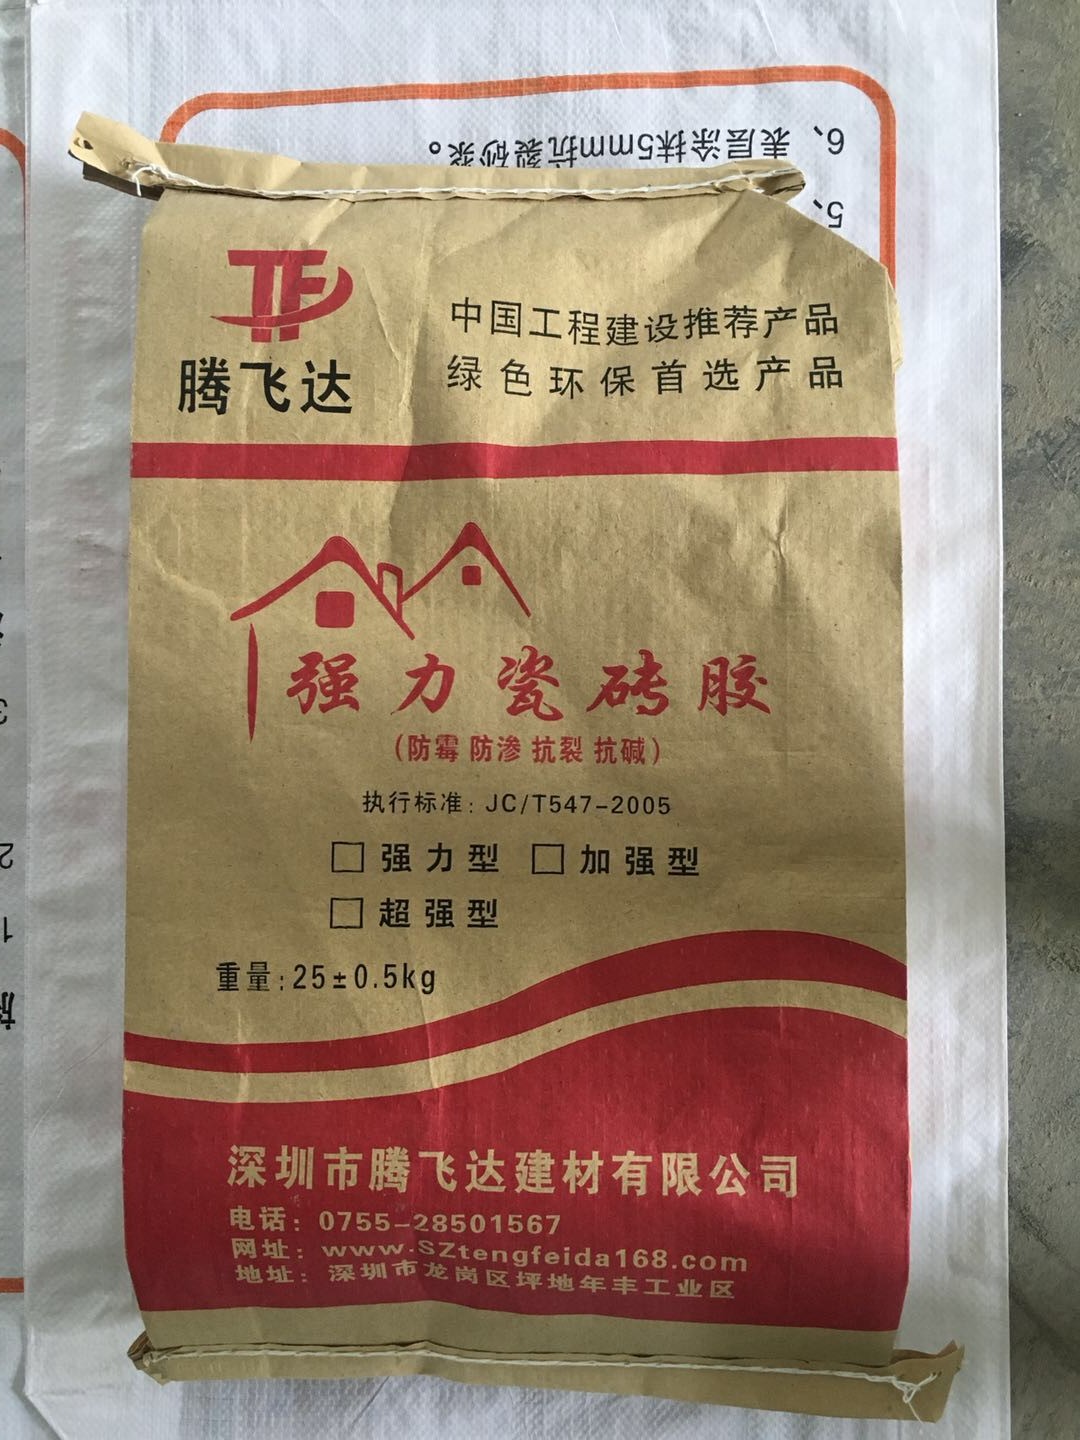 6、表层涂抹5mm抗裂砂浆。
5、
TF
腾飞达
中国工程建设推荐产品
绿色环保首选产品
强力瓷砖胶
(防霉 防渗 抗裂 抗碱)
执行标准: JC/T547-2005
□ 强力型 □ 加强型
□ 超强型
重量:25±0.5kg
深圳市腾飞达建材有限公司
电话: 0755-28501567
网址: www.SZtengfeida168.com
地址: 深圳市龙岗区坪地年丰工业区
3
2
1